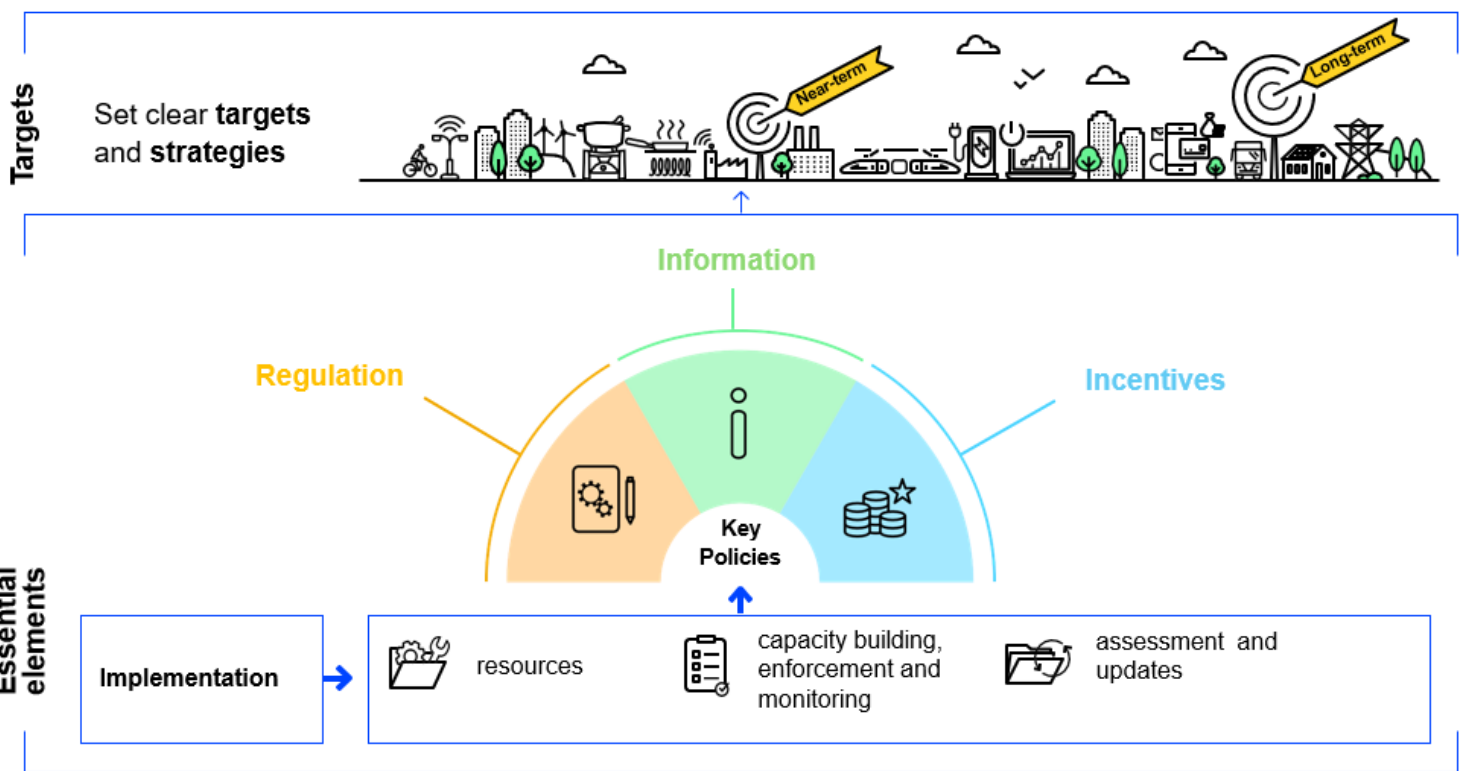 Targets
Set clear targets
and strategies
Near-term
Long-term
Information
Regulation
Incentives
Key
Policies
Essential
elements
Implementation
resources
capacity building,
enforcement and
monitoring
assessment and
updates